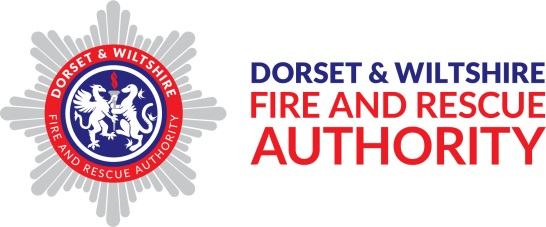 DORSET & WILTSHIRE
FIRE AND RESCUE AUTHORITY
DORSET & WILTSHIRE
FIRE AND RESCUE
AUTHORITY